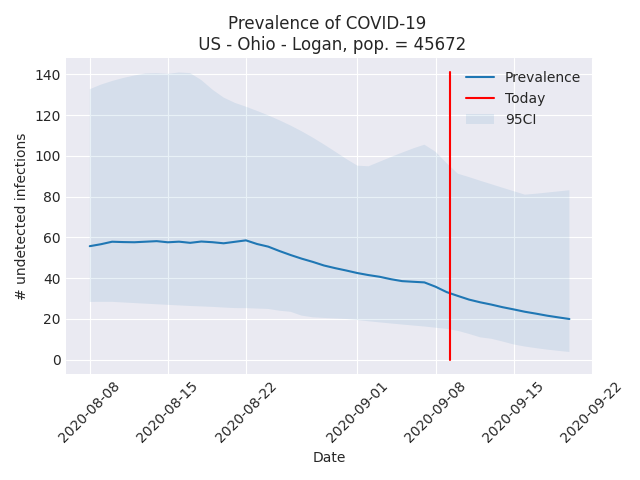 Prevalence of COVID-19
US - Ohio - Logan, pop. = 45672
# undetected infections
140
120
100
80
60
40
20
0
Prevalence
Today
95CI
2020-08-08
2020-08-15
2020-08-22
2020-09-01
2020-09-08
2020-09-15
2020-09-22
Date